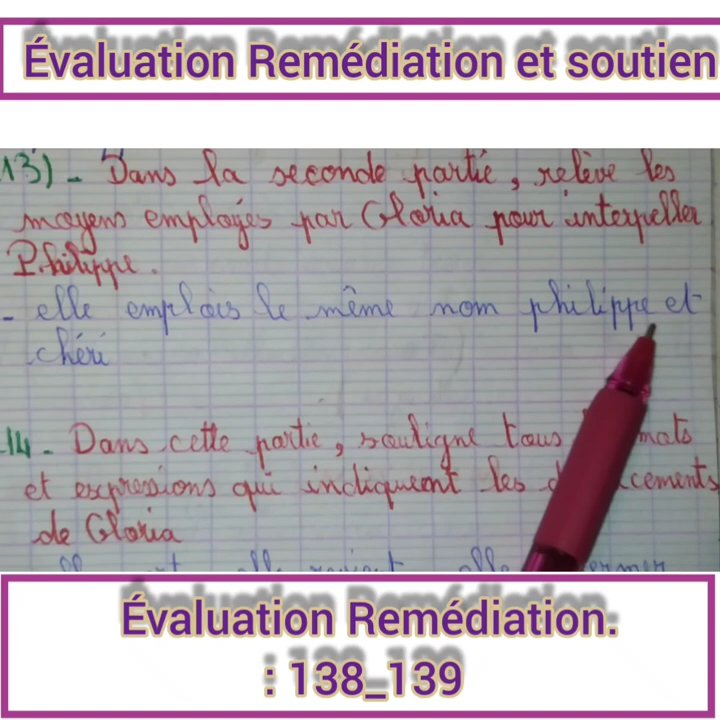 Évaluation Remédiation et soutien
13) - Dans la seconde partie, relève les
moyens employés par Gloria pour interpeller
Philippe.
- elle emplois le même nom philippe et
chéri
14 - Dans cette partie, souligne tous mots
et expressions qui indiquent les
de Gloria
Évaluation Remédiation.
: 138_139